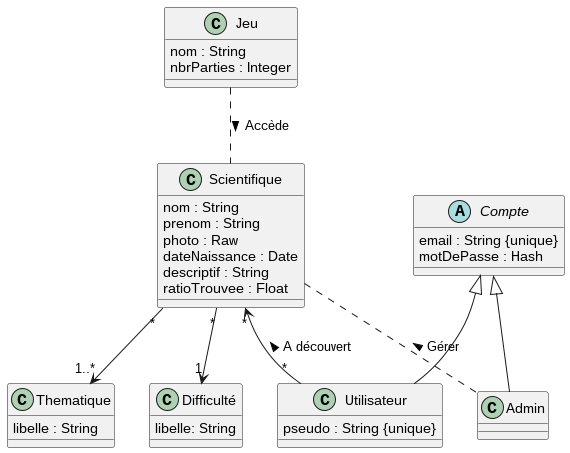 C Jeu
nom : String
nbrParties : Integer
Accède
C Scientifique
nom : String
prenom : String
photo : Raw
dateNaissance : Date
descriptif : String
ratioTrouvee : Float
A Compte
email : String {unique}
motDePasse : Hash
* * *
A découvert
Gérer
1..* 1 *
C Thematique
libelle : String
C Difficulté
libelle: String
C Utilisateur
pseudo : String {unique}
C Admin